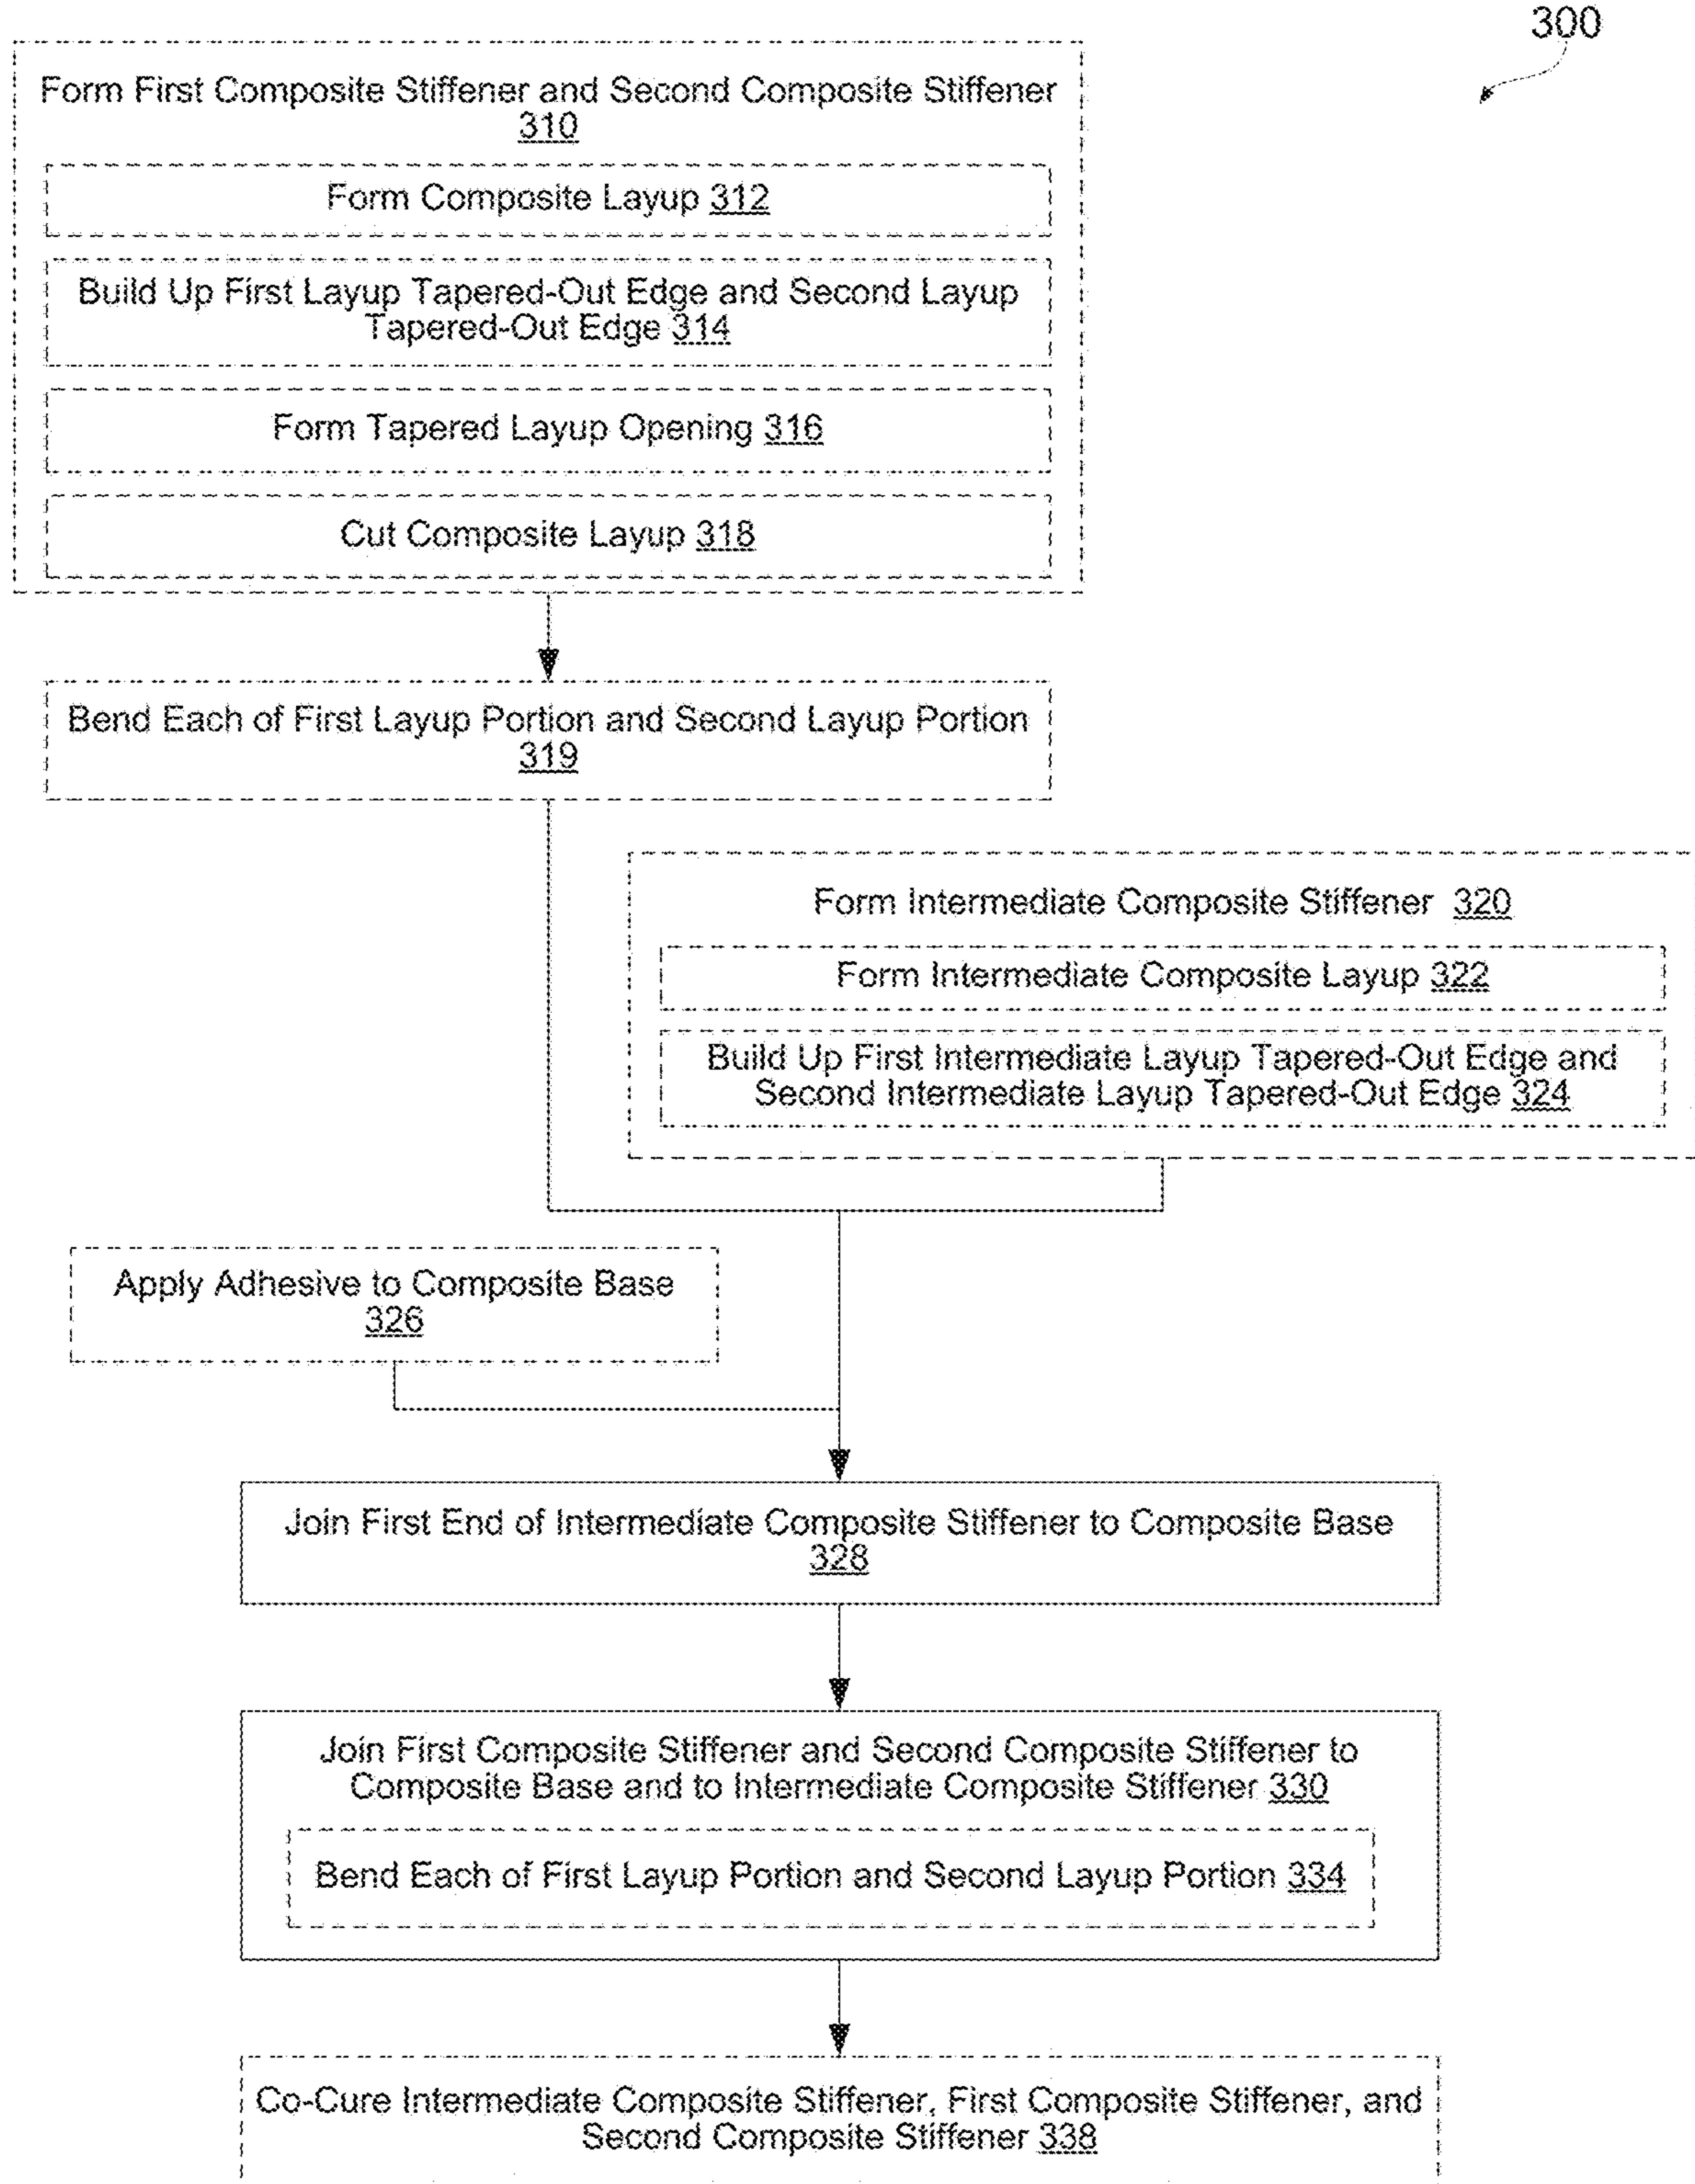 300
Form First Composite Stiffener and Second Composite Stiffener
310
Form Composite Layup 312
Build Up First Layup Tapered-Out Edge and Second Layup
Tapered-Out Edge 314
Form Tapered Layup Opening 316
Cut Composite Layup 318
Bend Each of First Layup Portion and Second Layup Portion
319
Form Intermediate Composite Stiffener 320
Form Intermediate Composite Layup 322
Build Up First Intermediate Layup Tapered-Out Edge and
Second Intermediate Layup Tapered-Out Edge 324
Apply Adhesive to Composite Base
326
Join First End of Intermediate Composite Stiffener to Composite Base
328
Join First Composite Stiffener and Second Composite Stiffener to
Composite Base and to Intermediate Composite Stiffener 330
Bend Each of First Layup Portion and Second Layup Portion 334
Co-Cure Intermediate Composite Stiffener, First Composite Stiffener, and
Second Composite Stiffener 338